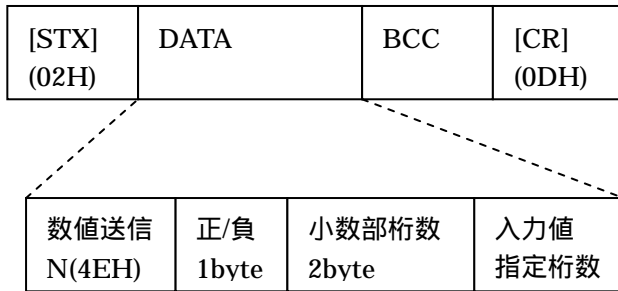 [STX] DATA BCC [CR]
(02H) (0DH)
数値送信 正/負 小数部桁数 入力値
N(4EH) 1byte 2byte 指定桁数